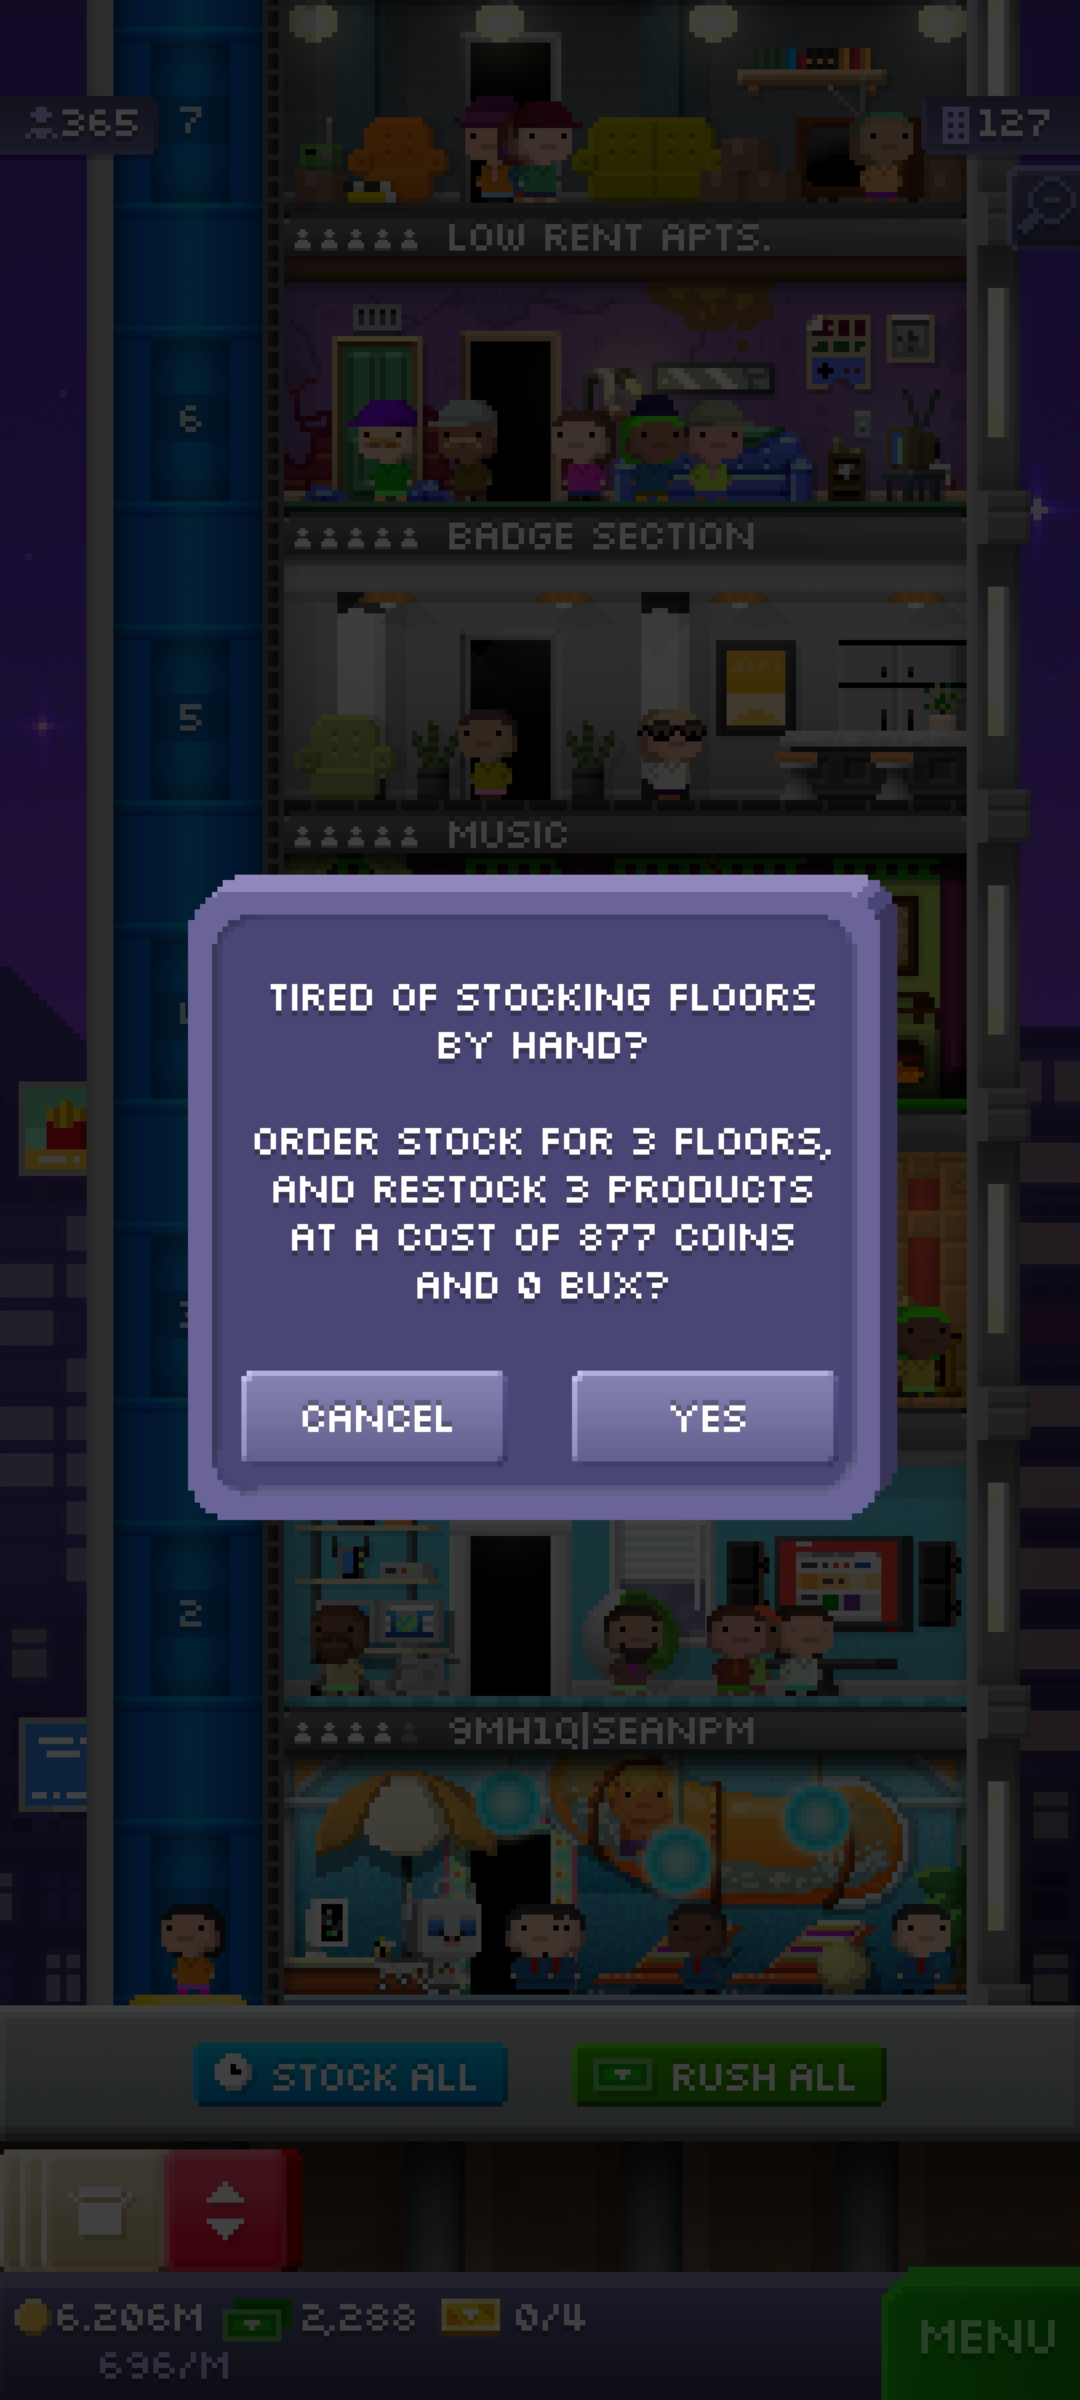 365
7
127
LOW RENT APTS.
6
BADGE SECTION
5
MUSIC
TIRED OF STOCKING FLOORS
BY HAND?
ORDER STOCK FOR 3 FLOORS,
AND RESTOCK 3 PRODUCTS
AT A COST OF 877 COINS
AND 0 BUX?
CANCEL
YES
2
9MH1Q|SEANPM
STOCK ALL
RUSH ALL
6.206M
2,288
0/4
696/M
MENU